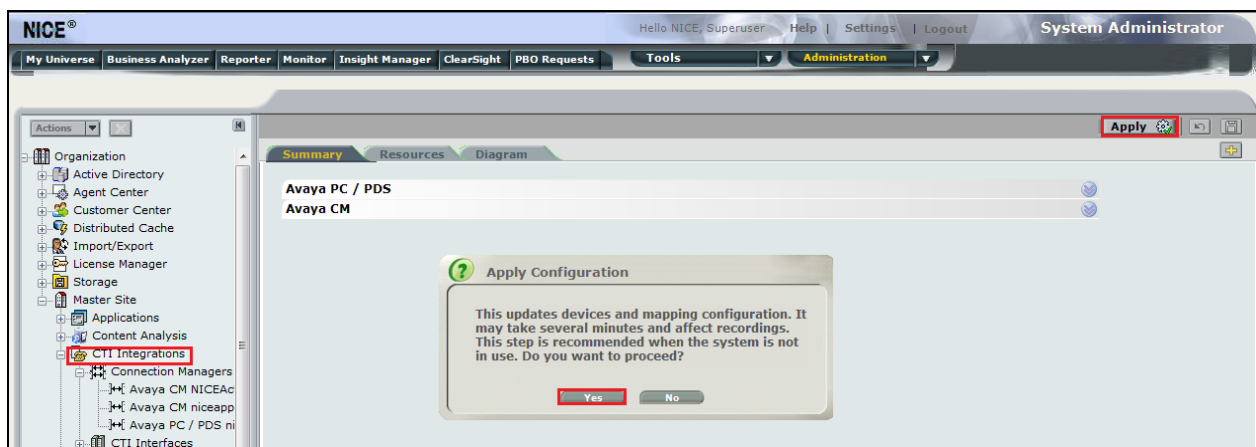 NICE®
Hello NICE, Superuser Help | Settings | Logout
System Administrator
My Universe Business Analyzer Reporter Monitor Insight Manager ClearSight PBO Requests Tools Administration
Actions
Apply
Organization
Summary Resources Diagram
Active Directory
Agent Center
Avaya PC / PDS
Customer Center
Avaya CM
Distributed Cache
Import/Export
License Manager
Storage
Master Site
Applications
Content Analysis
CTI Integrations
Connection Managers
Avaya CM NICEAc
Avaya CM niceapp
Avaya PC / PDS ni
CTI Interfaces
Apply Configuration
This updates devices and mapping configuration. It
may take several minutes and affect recordings.
This step is recommended when the system is not
in use. Do you want to proceed?
Yes No